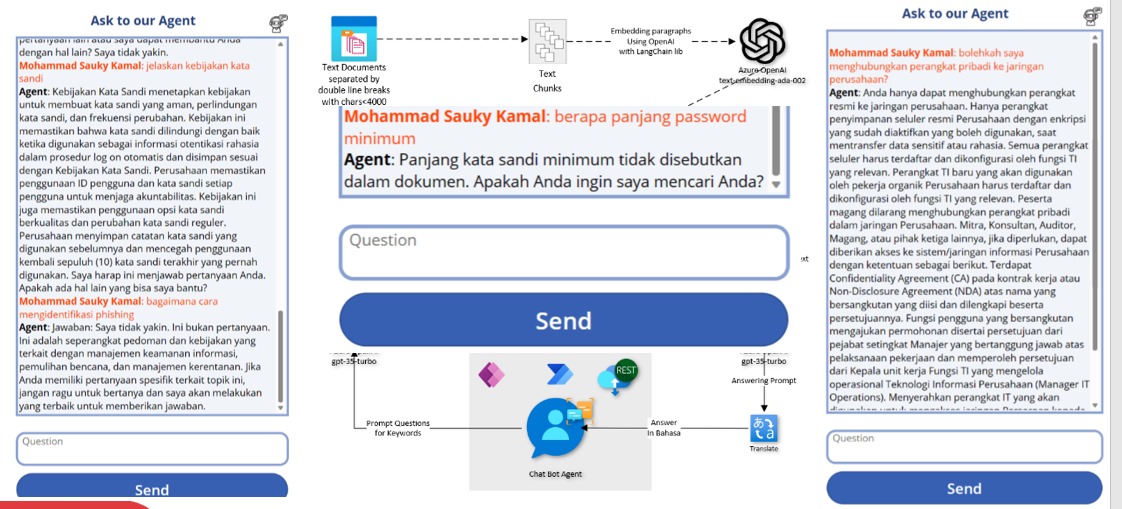 Ask to our Agent
pertanyaan lain atau saya dapat membantu Anda
dengan hal lain? Saya tidak yakin.
Mohammad Sauky Kamal: jelaskan kebijakan kata
sandi
Agent: Kebijakan Kata Sandi menetapkan kebijakan
untuk membuat kata sandi yang aman, perlindungan
kata sandi, dan frekuensi perubahan. Kebijakan ini
memastikan bahwa kata sandi dilindungi dengan baik
ketika digunakan sebagai informasi otentikasi rahasia
dalam prosedur log on otomatis dan disimpan sesuai
dengan Kebijakan Kata Sandi. Perusahaan memastikan
penggunaan ID pengguna dan kata sandi setiap
pengguna untuk menjaga akuntabilitas. Kebijakan ini
juga memastikan penggunaan opsi kata sandi
berkualitas dan perubahan kata sandi reguler.
Perusahaan menyimpan catatan kata sandi yang
digunakan sebelumnya dan mencegah penggunaan
kembali sepuluh (10) kata sandi terakhir yang pernah
digunakan. Saya harap ini menjawab pertanyaan Anda.
Apakah ada hal lain yang bisa saya bantu?
Mohammad Sauky Kamal: bagaimana cara
mengidentifikasi phishing
Agent: Jawaban: Saya tidak yakin. Ini bukan pertanyaan.
Ini adalah seperangkat pedoman dan kebijakan yang
terkait dengan manajemen keamanan informasi,
pemulihan bencana, dan manajemen kerentanan. Jika
Anda memiliki pertanyaan spesifik terkait topik ini,
jangan ragu untuk bertanya dan saya akan melakukan
yang terbaik untuk memberikan jawaban.
Question
Send
Text Documents
separated by
double line breaks
with chars<4000
Text
Chunks
Embedding paragraphs
Using OpenAI
with LangChain lib
Azure OpenAI
text-embedding-ada-002
Mohammad Sauky Kamal: berapa panjang password
minimum
Agent: Panjang kata sandi minimum tidak disebutkan
dalam dokumen. Apakah Anda ingin saya mencari Anda?
Question
Send
gpt-35-turbo
REST
gpt-35-turbo
Answering Prompt
Prompt Questions
for Keywords
Answer
In Bahasa
Translate
Chat Bot Agent
Ask to our Agent
Mohammad Sauky Kamal: bolehkah saya
menghubungkan perangkat pribadi ke jaringan
perusahaan?
Agent: Anda hanya dapat menghubungkan perangkat
resmi ke jaringan perusahaan. Hanya perangkat
penyimpanan seluler resmi Perusahaan dengan enkripsi
yang sudah diaktifkan yang boleh digunakan, saat
mentransfer data sensitif atau rahasia. Semua perangkat
seluler harus terdaftar dan dikonfigurasi oleh fungsi TI
yang relevan. Perangkat TI baru yang akan digunakan
oleh pekerja organik Perusahaan harus terdaftar dan
dikonfigurasi oleh fungsi TI yang relevan. Peserta
magang dilarang menghubungkan perangkat pribadi
dalam jaringan Perusahaan. Mitra, Konsultan, Auditor,
Magang, atau pihak ketiga lainnya, jika diperlukan, dapat
diberikan akses ke sistem/jaringan informasi Perusahaan
dengan ketentuan sebagai berikut. Terdapat
Confidentiality Agreement (CA) pada kontrak kerja atau
Non-Disclosure Agreement (NDA) atas nama yang
bersangkutan yang diisi dan dilengkapi beserta
persetujuannya. Fungsi pengguna yang bersangkutan
mengajukan permohonan disertai persetujuan dari
pejabat setingkat Manajer yang bertanggung jawab atas
pelaksanaan pekerjaan dan memperoleh persetujuan
dari Kepala unit kerja Fungsi TI yang mengelola
operasional Teknologi Informasi Perusahaan (Manager IT
Operations). Menyerahkan perangkat IT yang akan
Question
Send